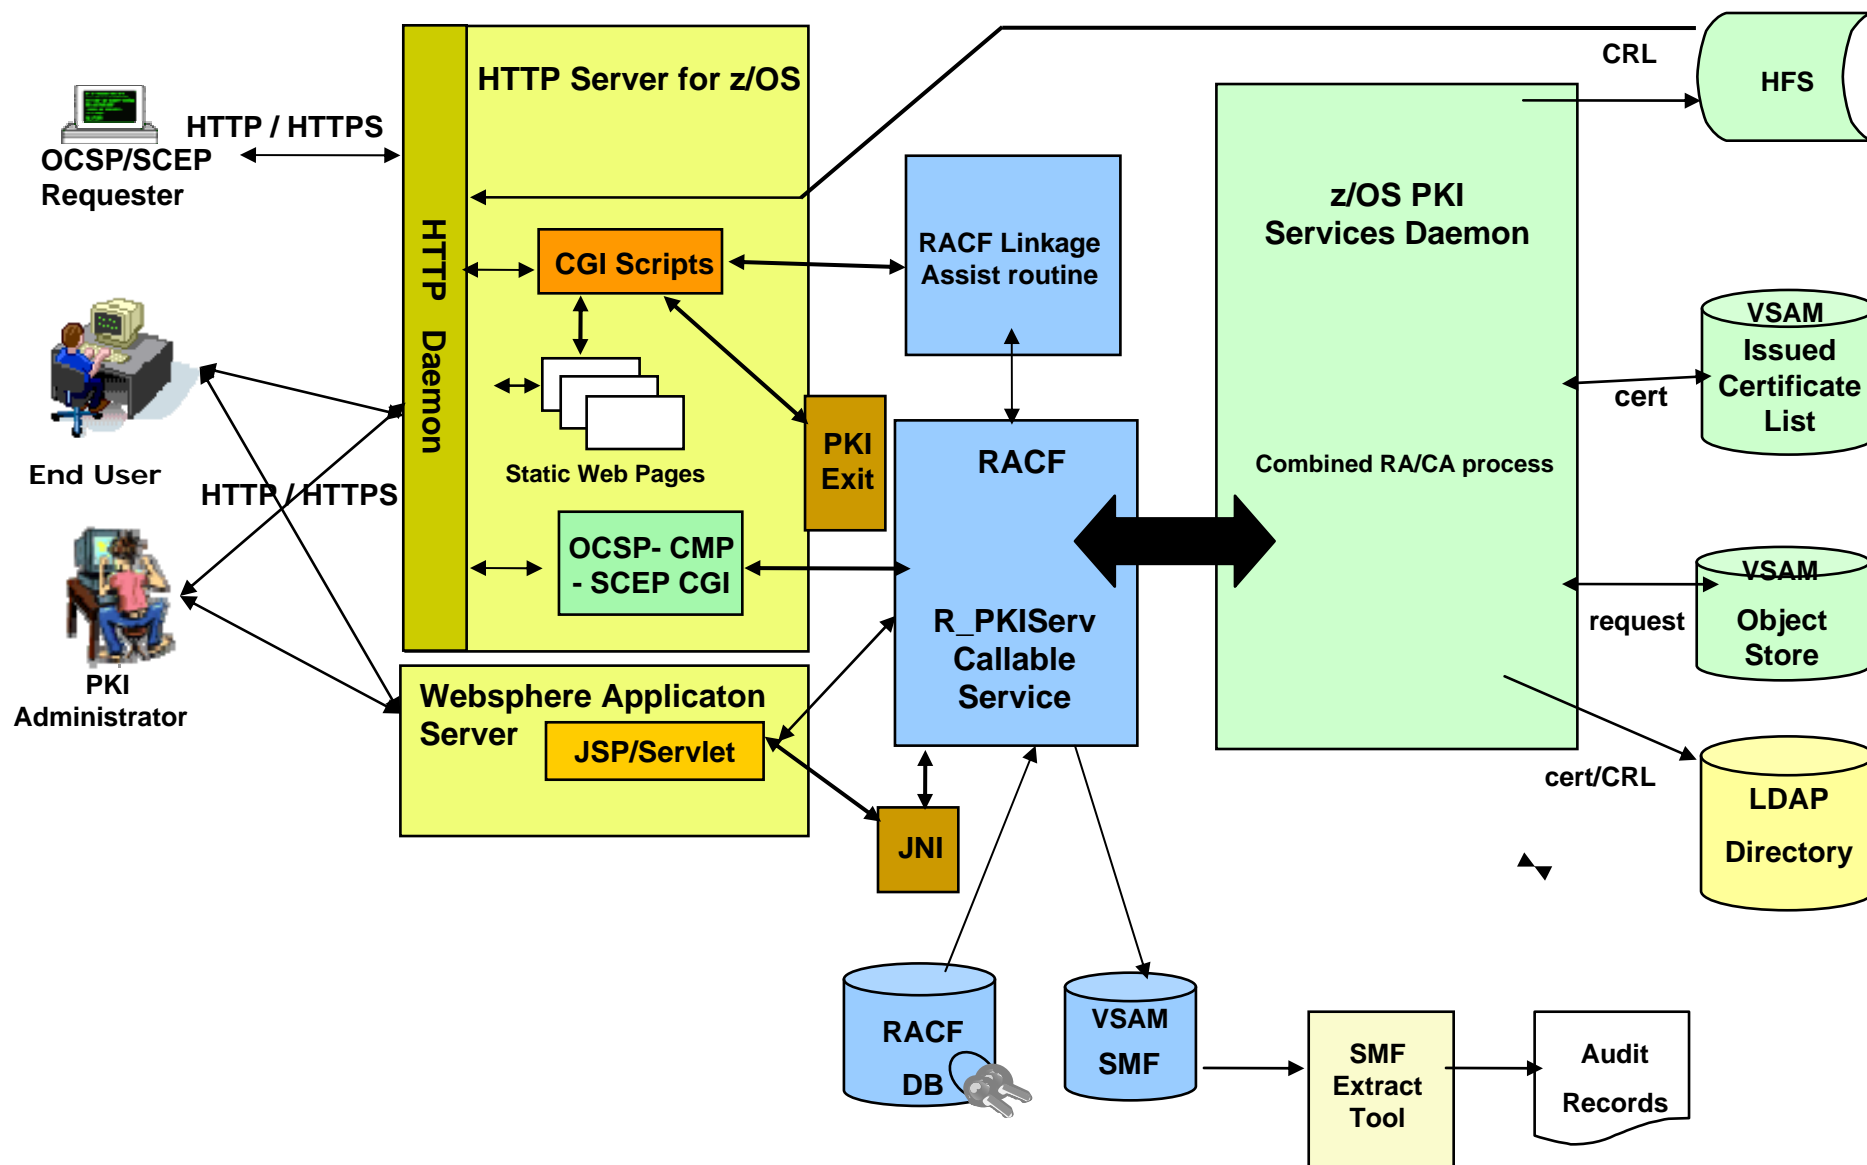 HTTP Server for z/OS
CRL
HFS
HTTP / HTTPS
OCSP/SCEP
Requester
z/OS PKI
Services Daemon
HTTP Daemon
CGI Scripts
RACF Linkage
Assist routine
VSAM
Issued
Certificate
List
cert
End User
Static Web Pages
PKI
Exit
RACF
Combined RA/CA process
HTTP / HTTPS
OCSP- CMP
- SCEP CGI
VSAM
Object
Store
request
R_PKIServ
Callable
Service
PKI
Administrator
Websphere Applicaton
Server
JSP/Servlet
cert/CRL
LDAP
Directory
JNI
RACF
DB
VSAM
SMF
SMF
Extract
Tool
Audit
Records